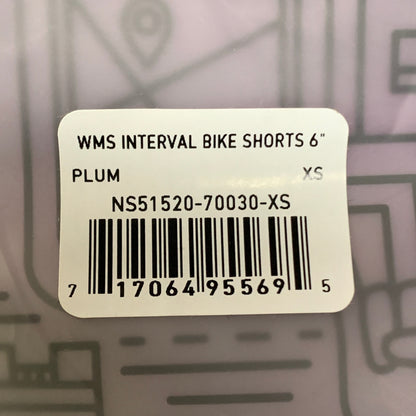 WMS INTERVAL BIKE SHORTS 6"
PLUM XS
NS51520-70030-XS
7 17064 95569 5